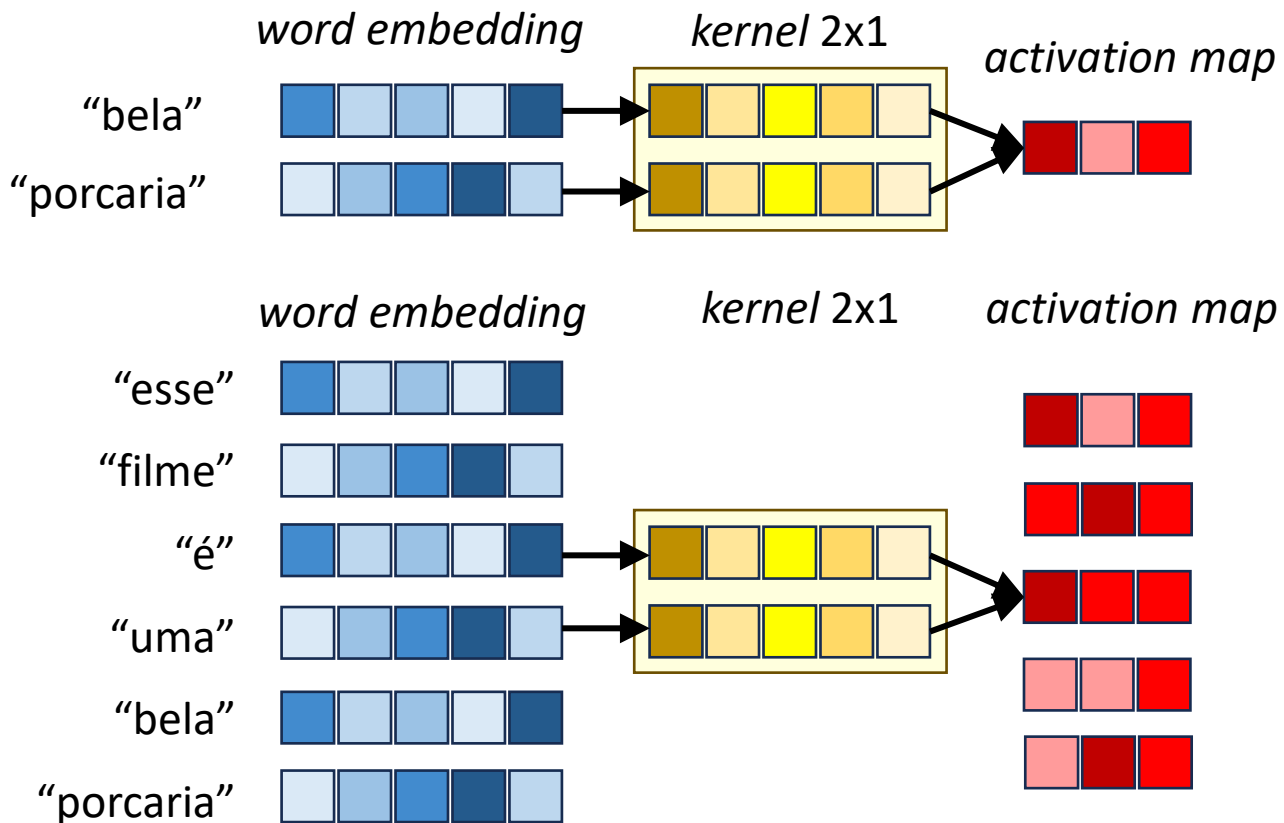 word embedding kernel 2x1 activation map
“bela”
“porcaria”
word embedding kernel 2x1 activation map
“esse”
“filme”
“é”
“uma”
“bela”
“porcaria”